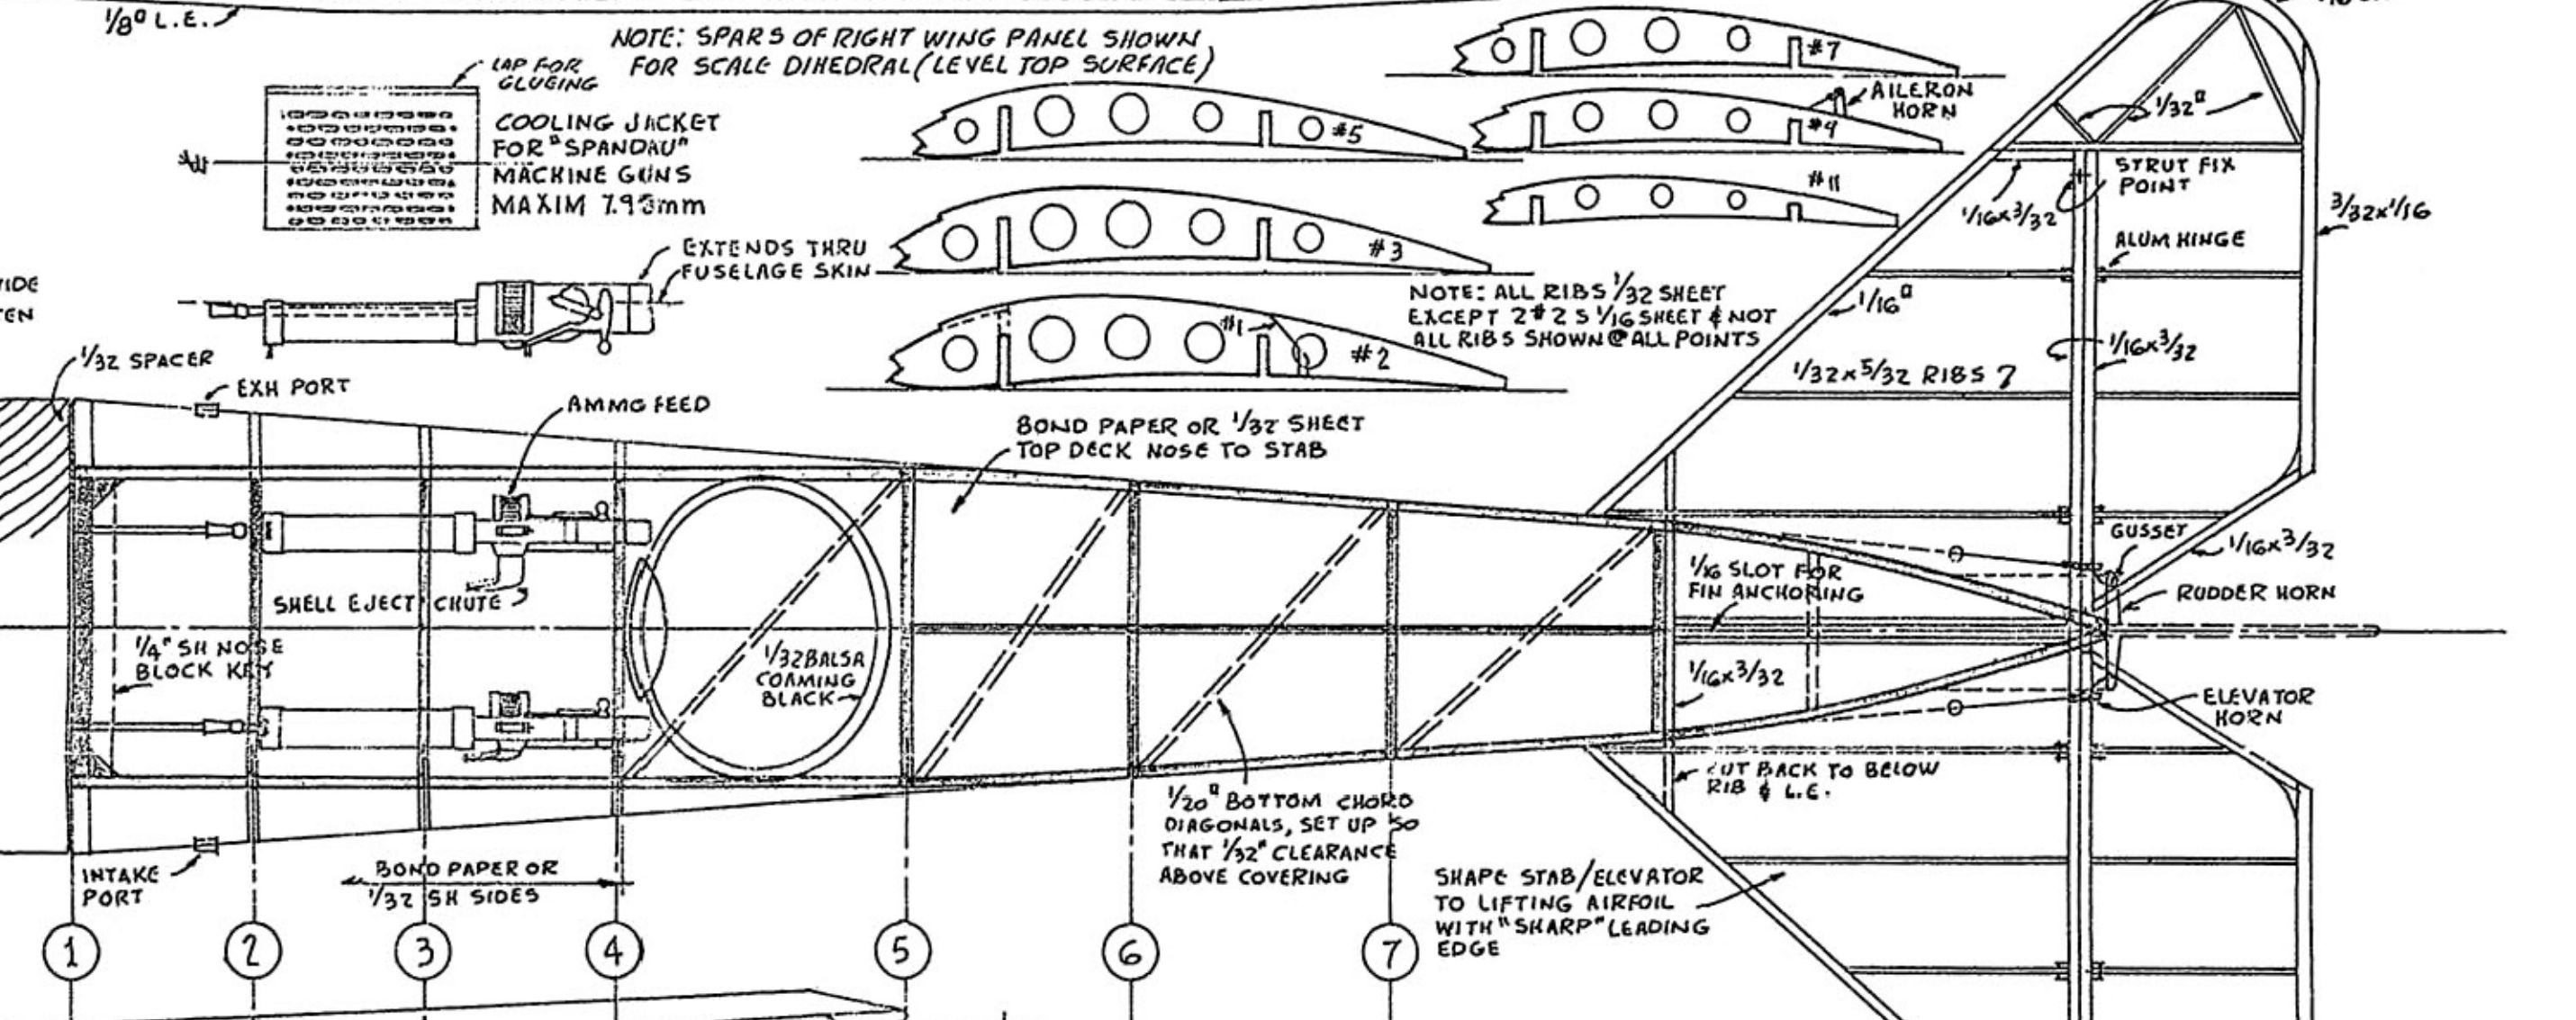 1/8" L.E.
NOTE: SPARS OF RIGHT WING PANEL SHOWN
FOR SCALE DIHEDRAL (LEVEL TOP SURFACE)
LAP FOR
GLUEING
COOLING JACKET
FOR "SPANDAU"
MACHINE GUNS
MAXIM 7.93mm
EXTENDS THRU
FUSELAGE SKIN
#7
AILERON
HORN
#5
#9
#11
#3
#1
#2
NOTE: ALL RIBS 1/32 SHEET
EXCEPT 2 #2 S 1/16 SHEET & NOT
ALL RIBS SHOWN @ ALL POINTS
1/32"
STRUT FIX
POINT
1/16x3/32
3/32x1/16
ALUM HINGE
1/16"
1/16x3/32
1/32x5/32 RIBS 7
1/32 SPACER
EXH PORT
AMMO FEED
BOND PAPER OR 1/32 SHEET
TOP DECK NOSE TO STAB
GUSSET
1/16x3/32
1/16 SLOT FOR
FIN ANCHORING
RUDDER HORN
SHELL EJECT CHUTE
1/4" SH NOSE
BLOCK KEY
1/32 BALSA
COAMING
BLACK
1/16x3/32
ELEVATOR
HORN
CUT BACK TO BELOW
RIB & L.E.
1/20" BOTTOM CHORD
DIAGONALS, SET UP SO
THAT 1/32" CLEARANCE
ABOVE COVERING
INTAKE
PORT
BOND PAPER OR
1/32 SH SIDES
SHAPE STAB/ELEVATOR
TO LIFTING AIRFOIL
WITH "SHARP" LEADING
EDGE
1 2 3 4 5 6 7